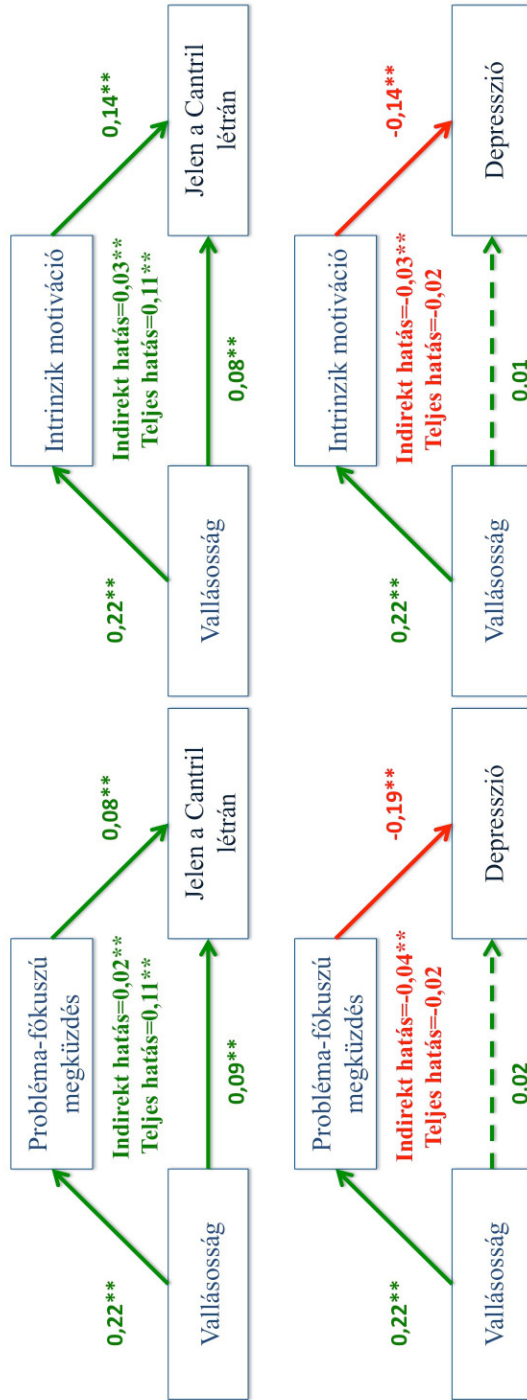 Probléma-fókuszú
megküzdés
0,22**
0,08**
Indirekt hatás=0,02**
Teljes hatás=0,11**
Vallásosság
Jelen a Cantril
létrán
0,09**
Intrinzik motiváció
0,22**
0,14**
Indirekt hatás=0,03**
Teljes hatás=0,11**
Vallásosság
Jelen a Cantril
létrán
0,08**
Probléma-fókuszú
megküzdés
0,22**
-0,19**
Indirekt hatás=-0,04**
Teljes hatás=-0,02
Vallásosság
Depresszió
0.02
Intrinzik motiváció
0,22**
-0,14**
Indirekt hatás=-0,03**
Teljes hatás=-0,02
Vallásosság
Depresszió
0.01